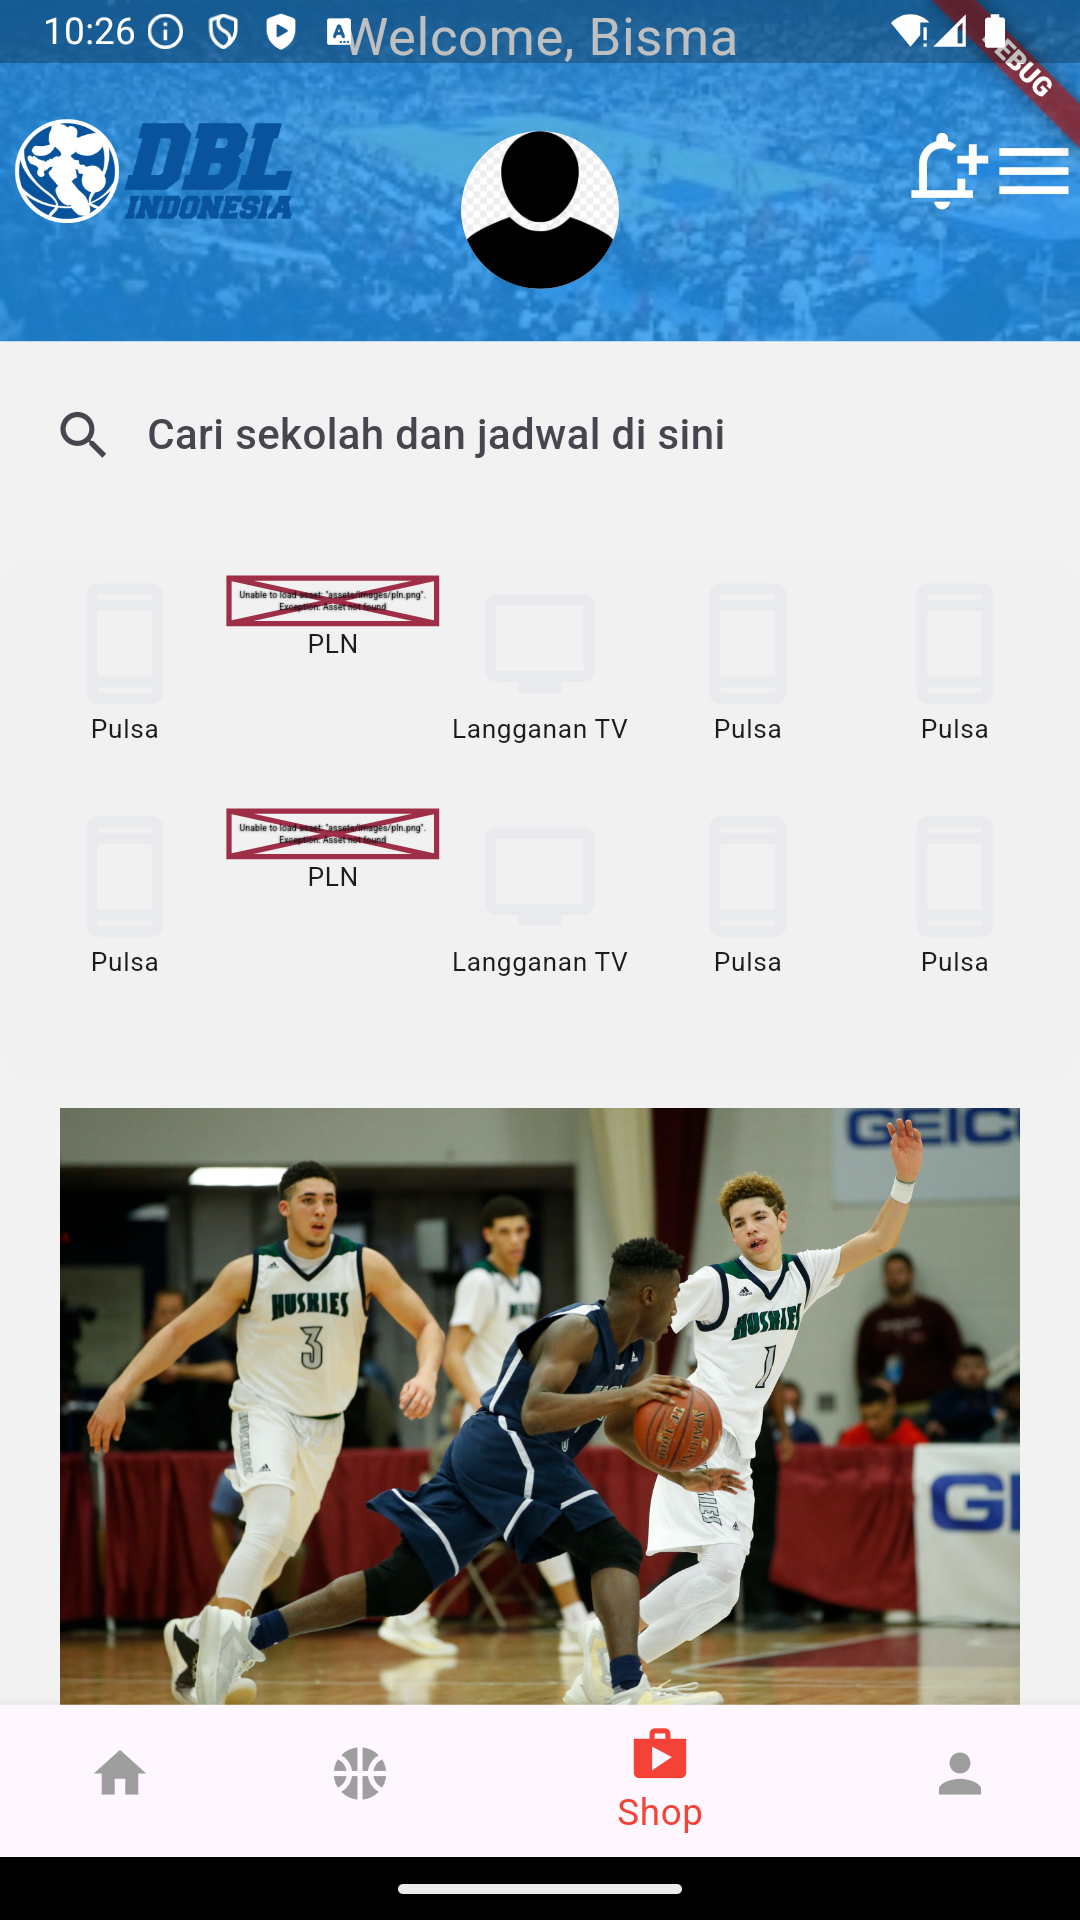 10:26
Welcome, Bisma
DEBUG
DBL
INDONESIA
Cari sekolah dan jadwal di sini
Unable to load asset: "assets/images/pln.png".
Exception: Asset not found
Pulsa
PLN
Langganan TV
Pulsa
Pulsa
Unable to load asset: "assets/images/pln.png".
Exception: Asset not found
Pulsa
PLN
Langganan TV
Pulsa
Pulsa
GEIC
HUSKIES
3
HUSKIES
1
SPALDING
HUSKIES
GE
Shop